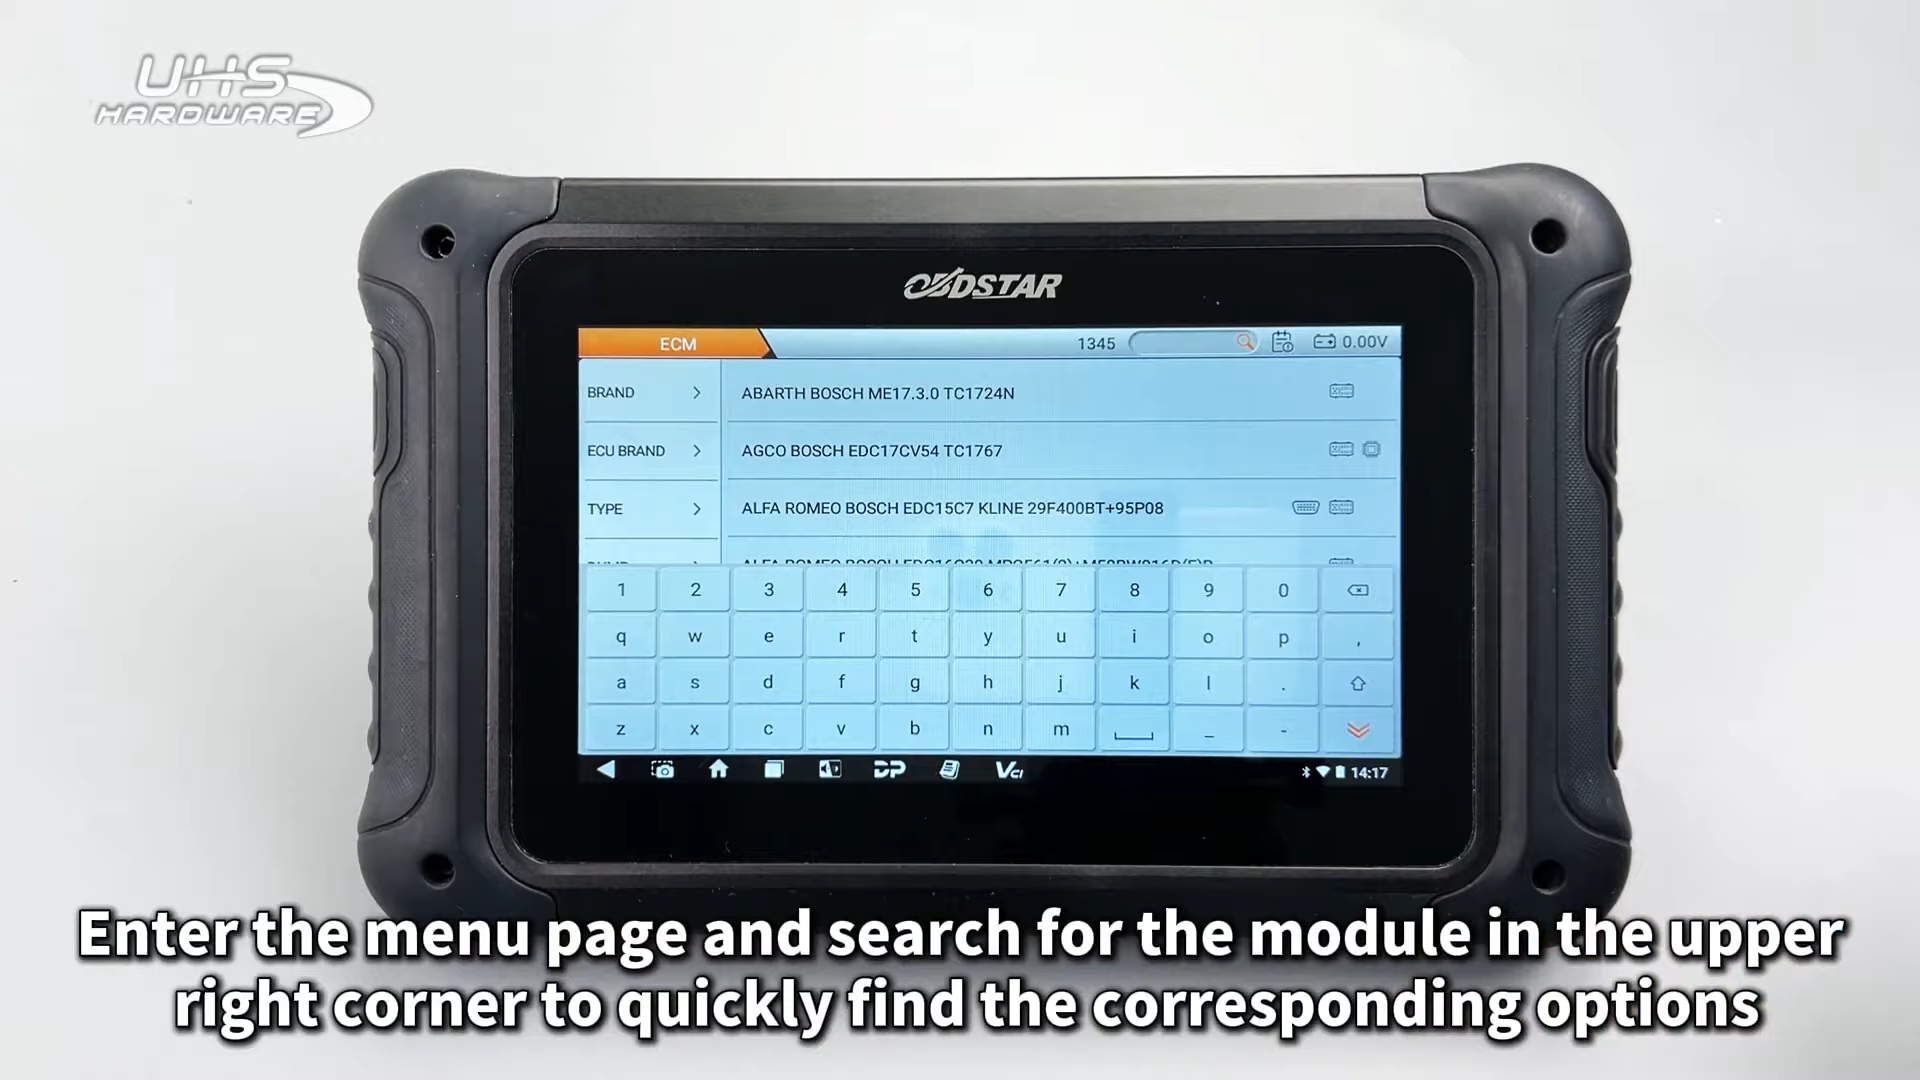 UHS
HARDWARE
OBDSTAR
ECM
1345
0.00V
BRAND
ABARTH BOSCH ME17.3.0 TC1724N
ECU BRAND
AGCO BOSCH EDC17CV54 TC1767
TYPE
ALFA ROMEO BOSCH EDC15C7 KLINE 29F400BT+95P08
1 2 3 4 5 6 7 8 9 0
q w e r t y u i o p ,
a s d f g h j k l .
z x c v b n m _ -
DP
VCI
14:17
Enter the menu page and search for the module in the upper
right corner to quickly find the corresponding options